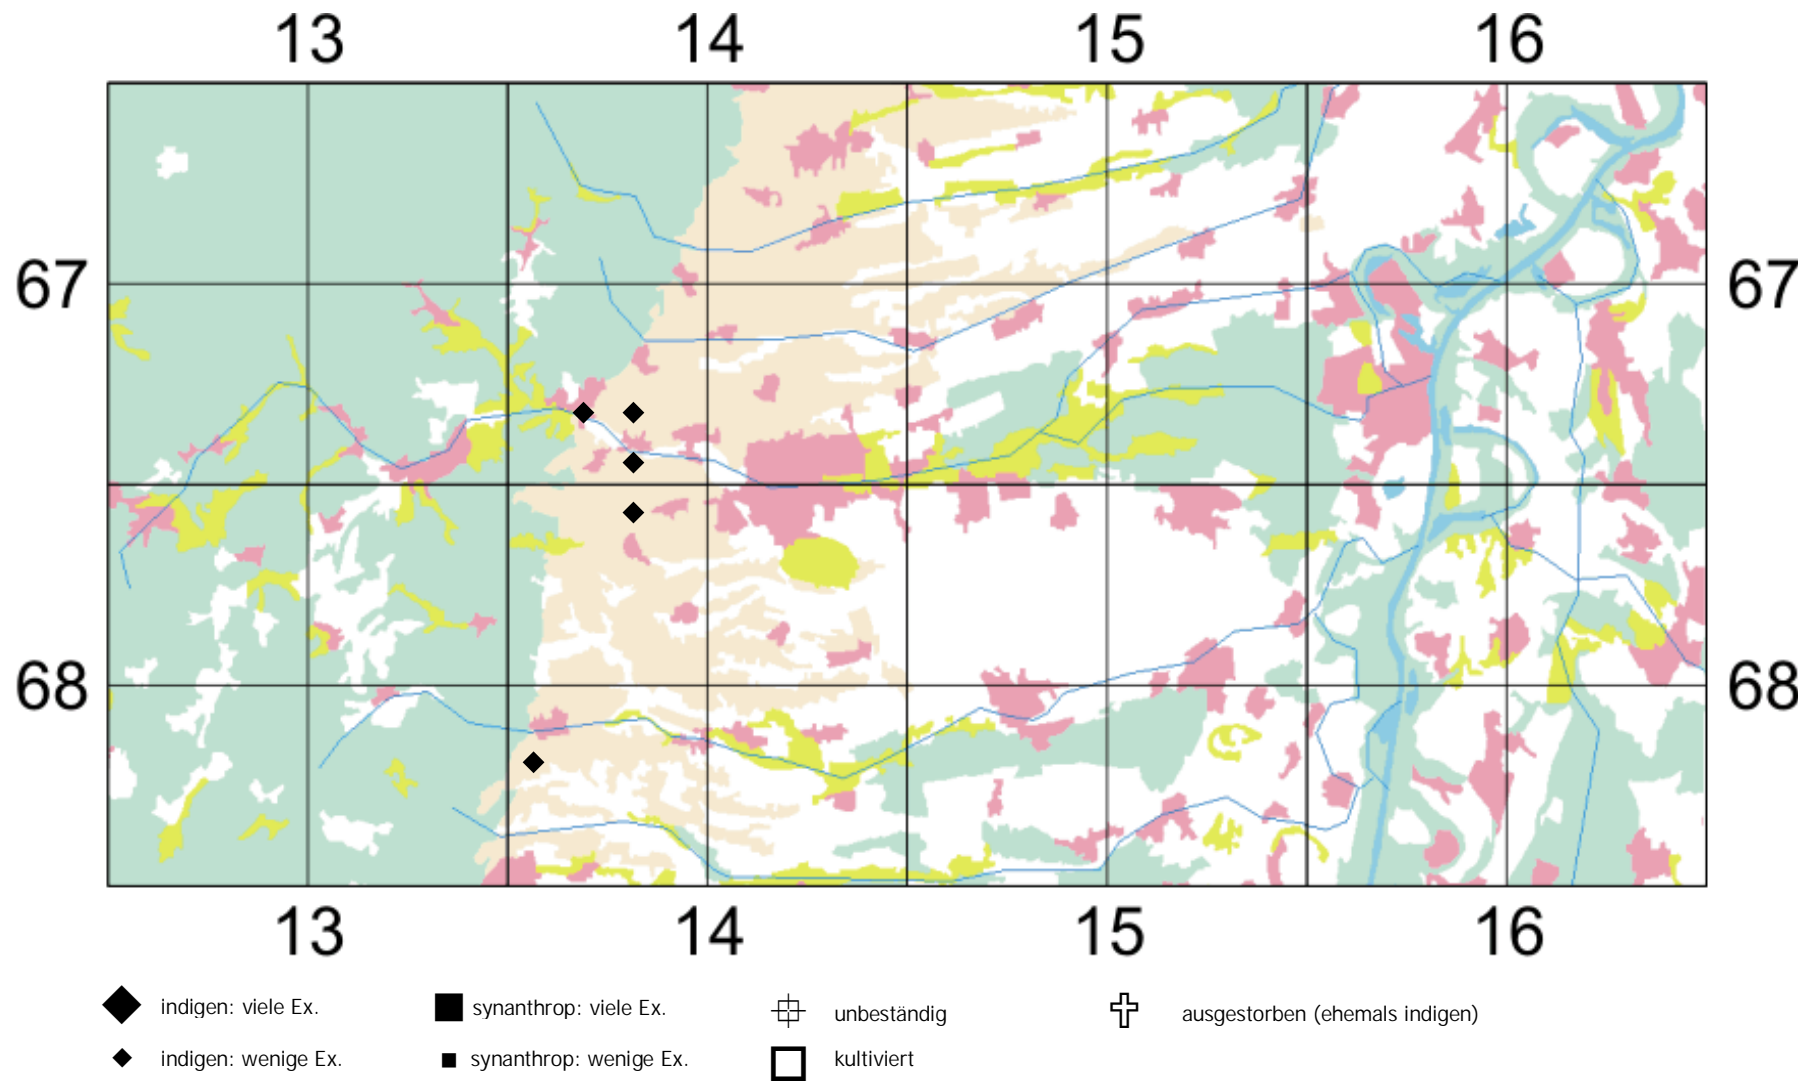 13 14 15 16
67 67
68 68
13 14 15 16
indigen: viele Ex. synanthrop: viele Ex. unbeständig ausgestorben (ehemals indigen)
indigen: wenige Ex. synanthrop: wenige Ex. kultiviert